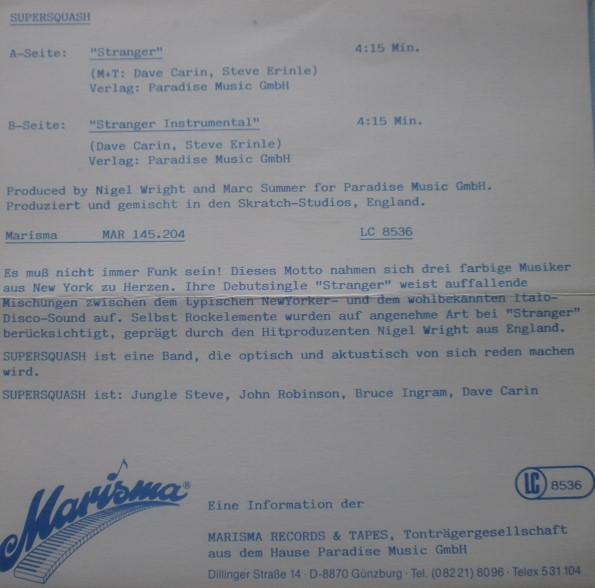 SUPERSQUASH
A-Seite: "Stranger" 4:15 Min.
(M+T: Dave Carin, Steve Erinle)
Verlag: Paradise Music GmbH
B-Seite: "Stranger Instrumental" 4:15 Min.
(Dave Carin, Steve Erinle)
Verlag: Paradise Music GmbH
Produced by Nigel Wright and Marc Summer for Paradise Music GmbH.
Produziert und gemischt in den Skratch-Studios, England.
Marisma MAR 145.204 LC 8536
Es muß nicht immer Funk sein! Dieses Motto nahmen sich drei farbige Musiker
aus New York zu Herzen. Ihre Debutsingle "Stranger" weist auffallende
Mischungen zwischen dem typischen NewYorker- und dem wohlbekannten Italo-
Disco-Sound auf. Selbst Rockelemente wurden auf angenehme Art bei "Stranger"
berücksichtigt, geprägt durch den Hitproduzenten Nigel Wright aus England.
SUPERSQUASH ist eine Band, die optisch und aktustisch von sich reden machen
wird.
SUPERSQUASH ist: Jungle Steve, John Robinson, Bruce Ingram, Dave Carin
Marisma®
LC 8536
Eine Information der
MARISMA RECORDS & TAPES, Tonträgergesellschaft
aus dem Hause Paradise Music GmbH
Dillinger Straße 14 · D-8870 Günzburg · Tel. (08221) 8096 · Telex 531104